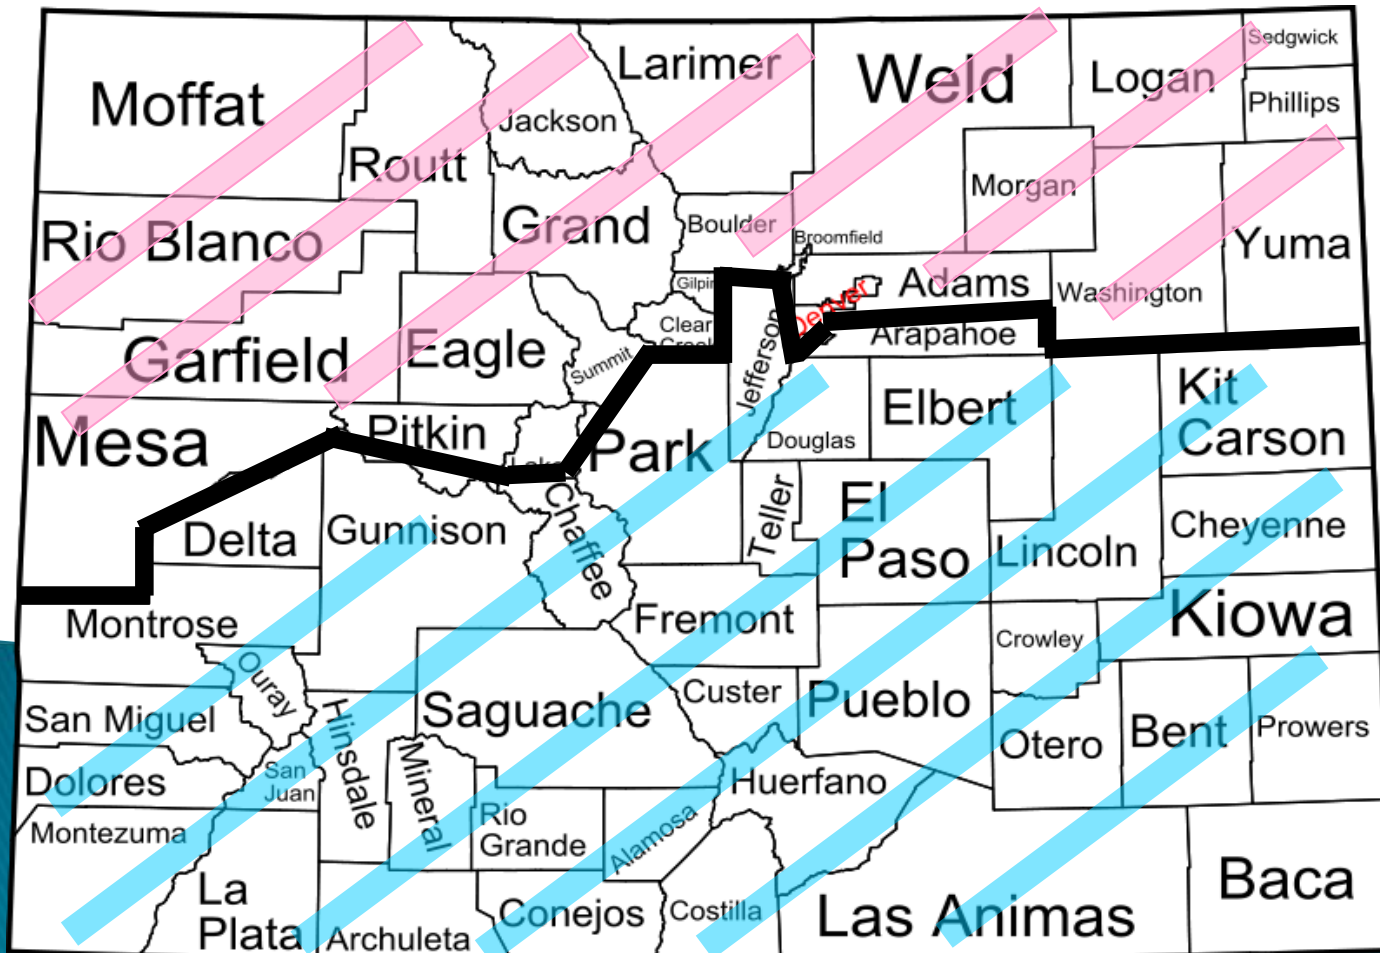 Moffat
Routt
Jackson
Larimer
Weld
Logan
Sedgwick
Phillips
Morgan
Rio Blanco
Grand
Boulder
Broomfield
Yuma
Washington
Adams
Denver
Arapahoe
Gilpin
Clear
Creek
Jefferson
Garfield
Eagle
Summit
Mesa
Pitkin
Lake
Park
Douglas
Elbert
Kit
Carson
Delta
Gunnison
Chaffee
Teller
El
Paso
Lincoln
Cheyenne
Montrose
Fremont
Crowley
Kiowa
Ouray
San Miguel
Hinsdale
Saguache
Custer
Pueblo
Otero
Bent
Prowers
Dolores
San
Juan
Mineral
Rio
Grande
Alamosa
Huerfano
Montezuma
La
Plata
Archuleta
Conejos
Costilla
Las Animas
Baca